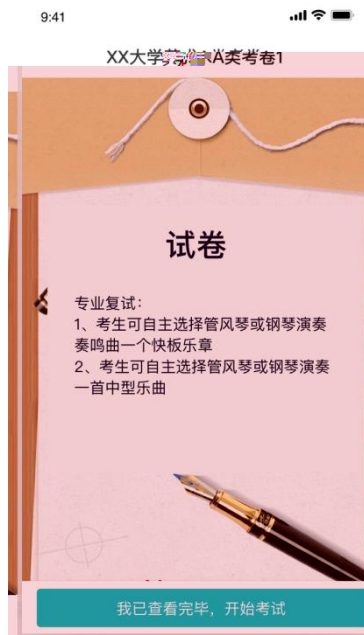 9:41
XX大学艺术类A类考卷1
试卷
专业复试：
1、考生可自主选择管风琴或钢琴演奏
奏鸣曲一个快板乐章
2、考生可自主选择管风琴或钢琴演奏
一首中型乐曲
我已查看完毕，开始考试